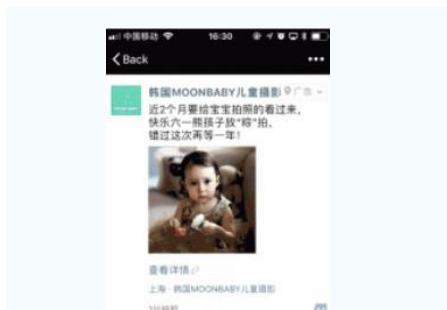 中国移动 16:30
Back
韩国MOONBABY儿童摄影 广告
近2个月要给宝宝拍照的看过来,
快乐六一熊孩子放“粽”拍,
错过这次再等一年!
查看详情
上海·韩国MOONBABY儿童摄影